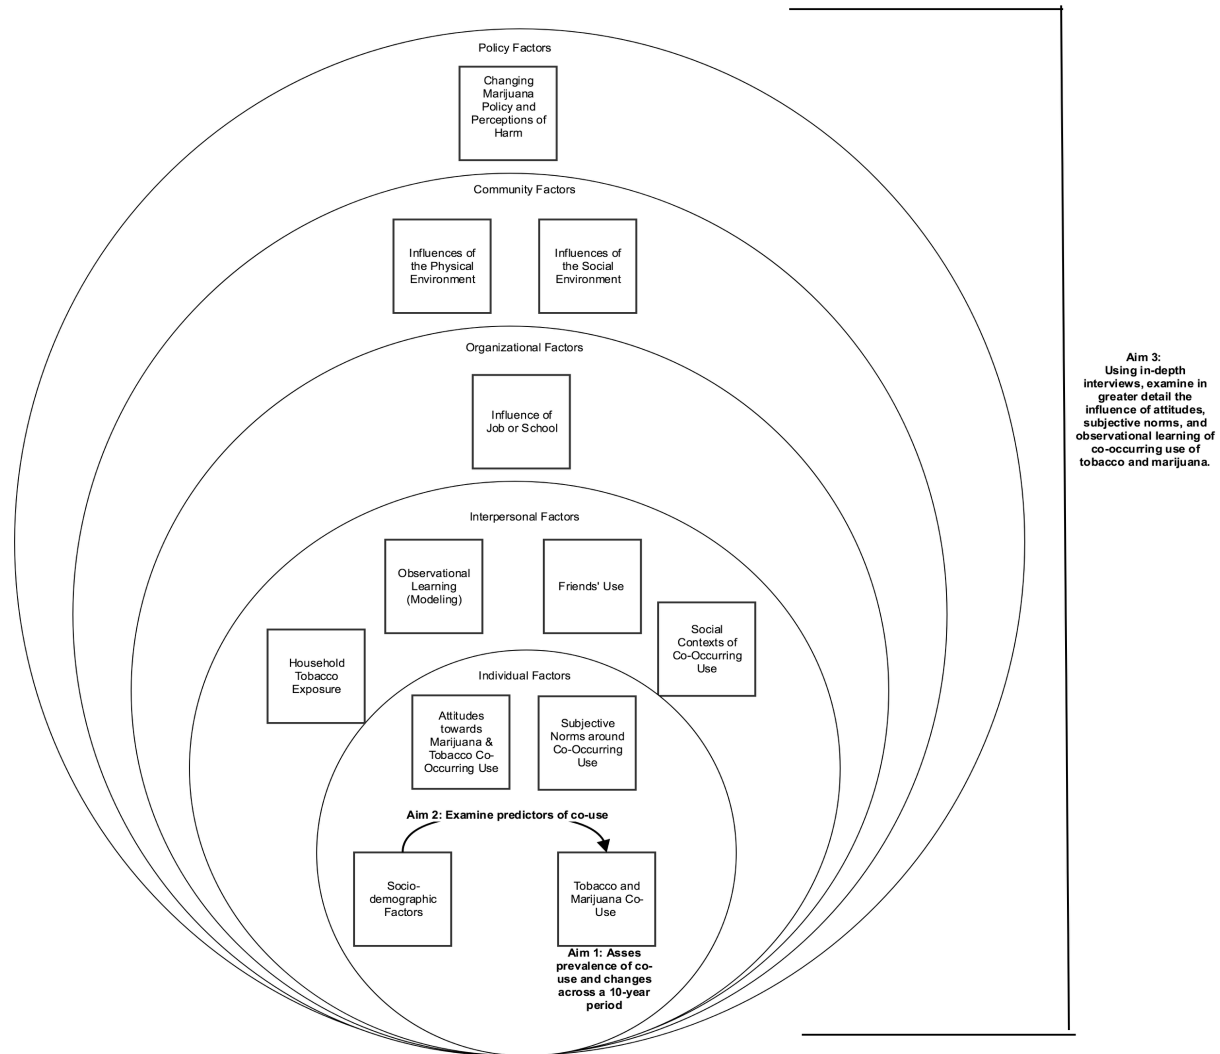 Policy Factors
Changing
Marijuana
Policy and
Perceptions of
Harm
Community Factors
Influences of
the Physical
Environment
Influences of
the Social
Environment
Organizational Factors
Influence of
Job or School
Aim 3:
Using in-depth
interviews, examine in
greater detail the
influence of attitudes,
subjective norms, and
observational learning of
co-occurring use of
tobacco and marijuana.
Interpersonal Factors
Observational
Learning
(Modeling)
Friends' Use
Household
Tobacco
Exposure
Social
Contexts of
Co-Occurring
Use
Individual Factors
Attitudes
towards
Marijuana &
Tobacco Co-
Occurring Use
Subjective
Norms around
Co-Occurring
Use
Aim 2: Examine predictors of co-use
Socio-
demographic
Factors
Tobacco and
Marijuana Co-
Use
Aim 1: Asses
prevalence of co-
use and changes
across a 10-year
period